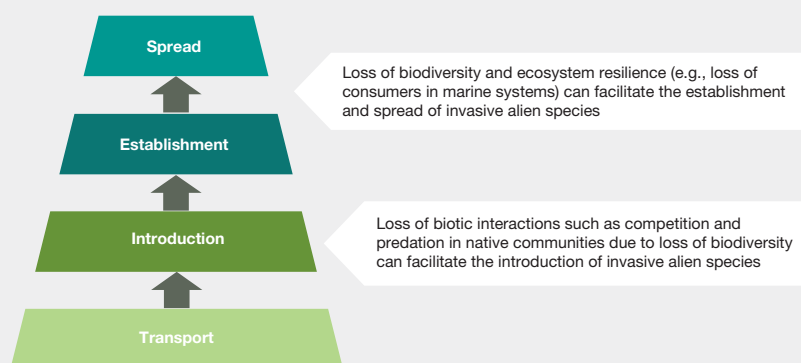 Spread
Loss of biodiversity and ecosystem resilience (e.g., loss of
consumers in marine systems) can facilitate the establishment
and spread of invasive alien species
Establishment
Introduction
Loss of biotic interactions such as competition and
predation in native communities due to loss of biodiversity
can facilitate the introduction of invasive alien species
Transport